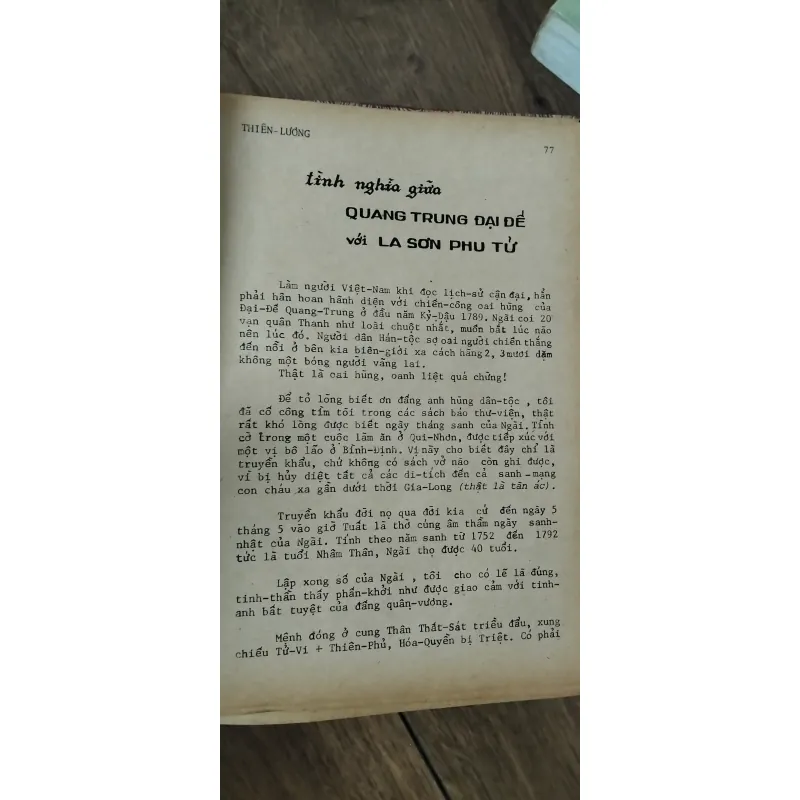 THIÊN-LƯƠNG
77
tình nghĩa giữa
QUANG TRUNG ĐẠI ĐẾ
với LA SƠN PHU TỬ
Làm người Việt-Nam khi đọc lịch-sử cận đại, hẳn
phải hân hoan hãnh diện với chiến-công oai hùng của
Đại-Đế Quang-Trung ở đầu năm Kỷ-Dậu 1789. Ngài coi 20
vạn quân Thanh như loài chuột nhắt, muốn bắt lúc nào
nên lúc đó. Người dân Hán-tộc sợ oai người chiến thắng
đến nỗi ở bên kia biên-giới xa cách hàng 2, 3 mươi dặm
không một bóng người vãng lai.
Thật là oai hùng, oanh liệt quá chừng!
Để tỏ lòng biết ơn đấng anh hùng dân-tộc , tôi
đã cố công tìm tòi trong các sách báo thư-viện, thật
rất khó lòng được biết ngày tháng sanh của Ngài. Tình
cờ trong một cuộc làm ăn ở Qui-Nhơn, được tiếp xúc với
một vị bô lão ở Bình-Định. Vị này cho biết đây chỉ là
truyền khẩu, chứ không có sách vở nào còn ghi được,
vì bị hủy diệt tất cả các di-tích đến cả sanh-mạng
con cháu xa gần dưới thời Gia-Long (thật là tàn ác).
Truyền khẩu đời nọ qua đời kia cứ đến ngày 5
tháng 5 vào giờ Tuất là thờ cúng âm thầm ngày sanh-
nhật của Ngài. Tính theo năm sanh từ 1752 đến 1792
tức là tuổi Nhâm Thân, Ngài thọ được 40 tuổi.
Lập xong số của Ngài , tôi cho có lẽ là đúng,
tinh-thần thấy phấn-khởi như được giao cảm với tinh-
anh bất tuyệt của đấng quân-vương.
Mệnh đóng ở cung Thân Thất-Sát triều đẩu, xung
chiếu Tử-Vi + Thiên-Phủ, Hóa-Quyền bị Triệt. Có phải